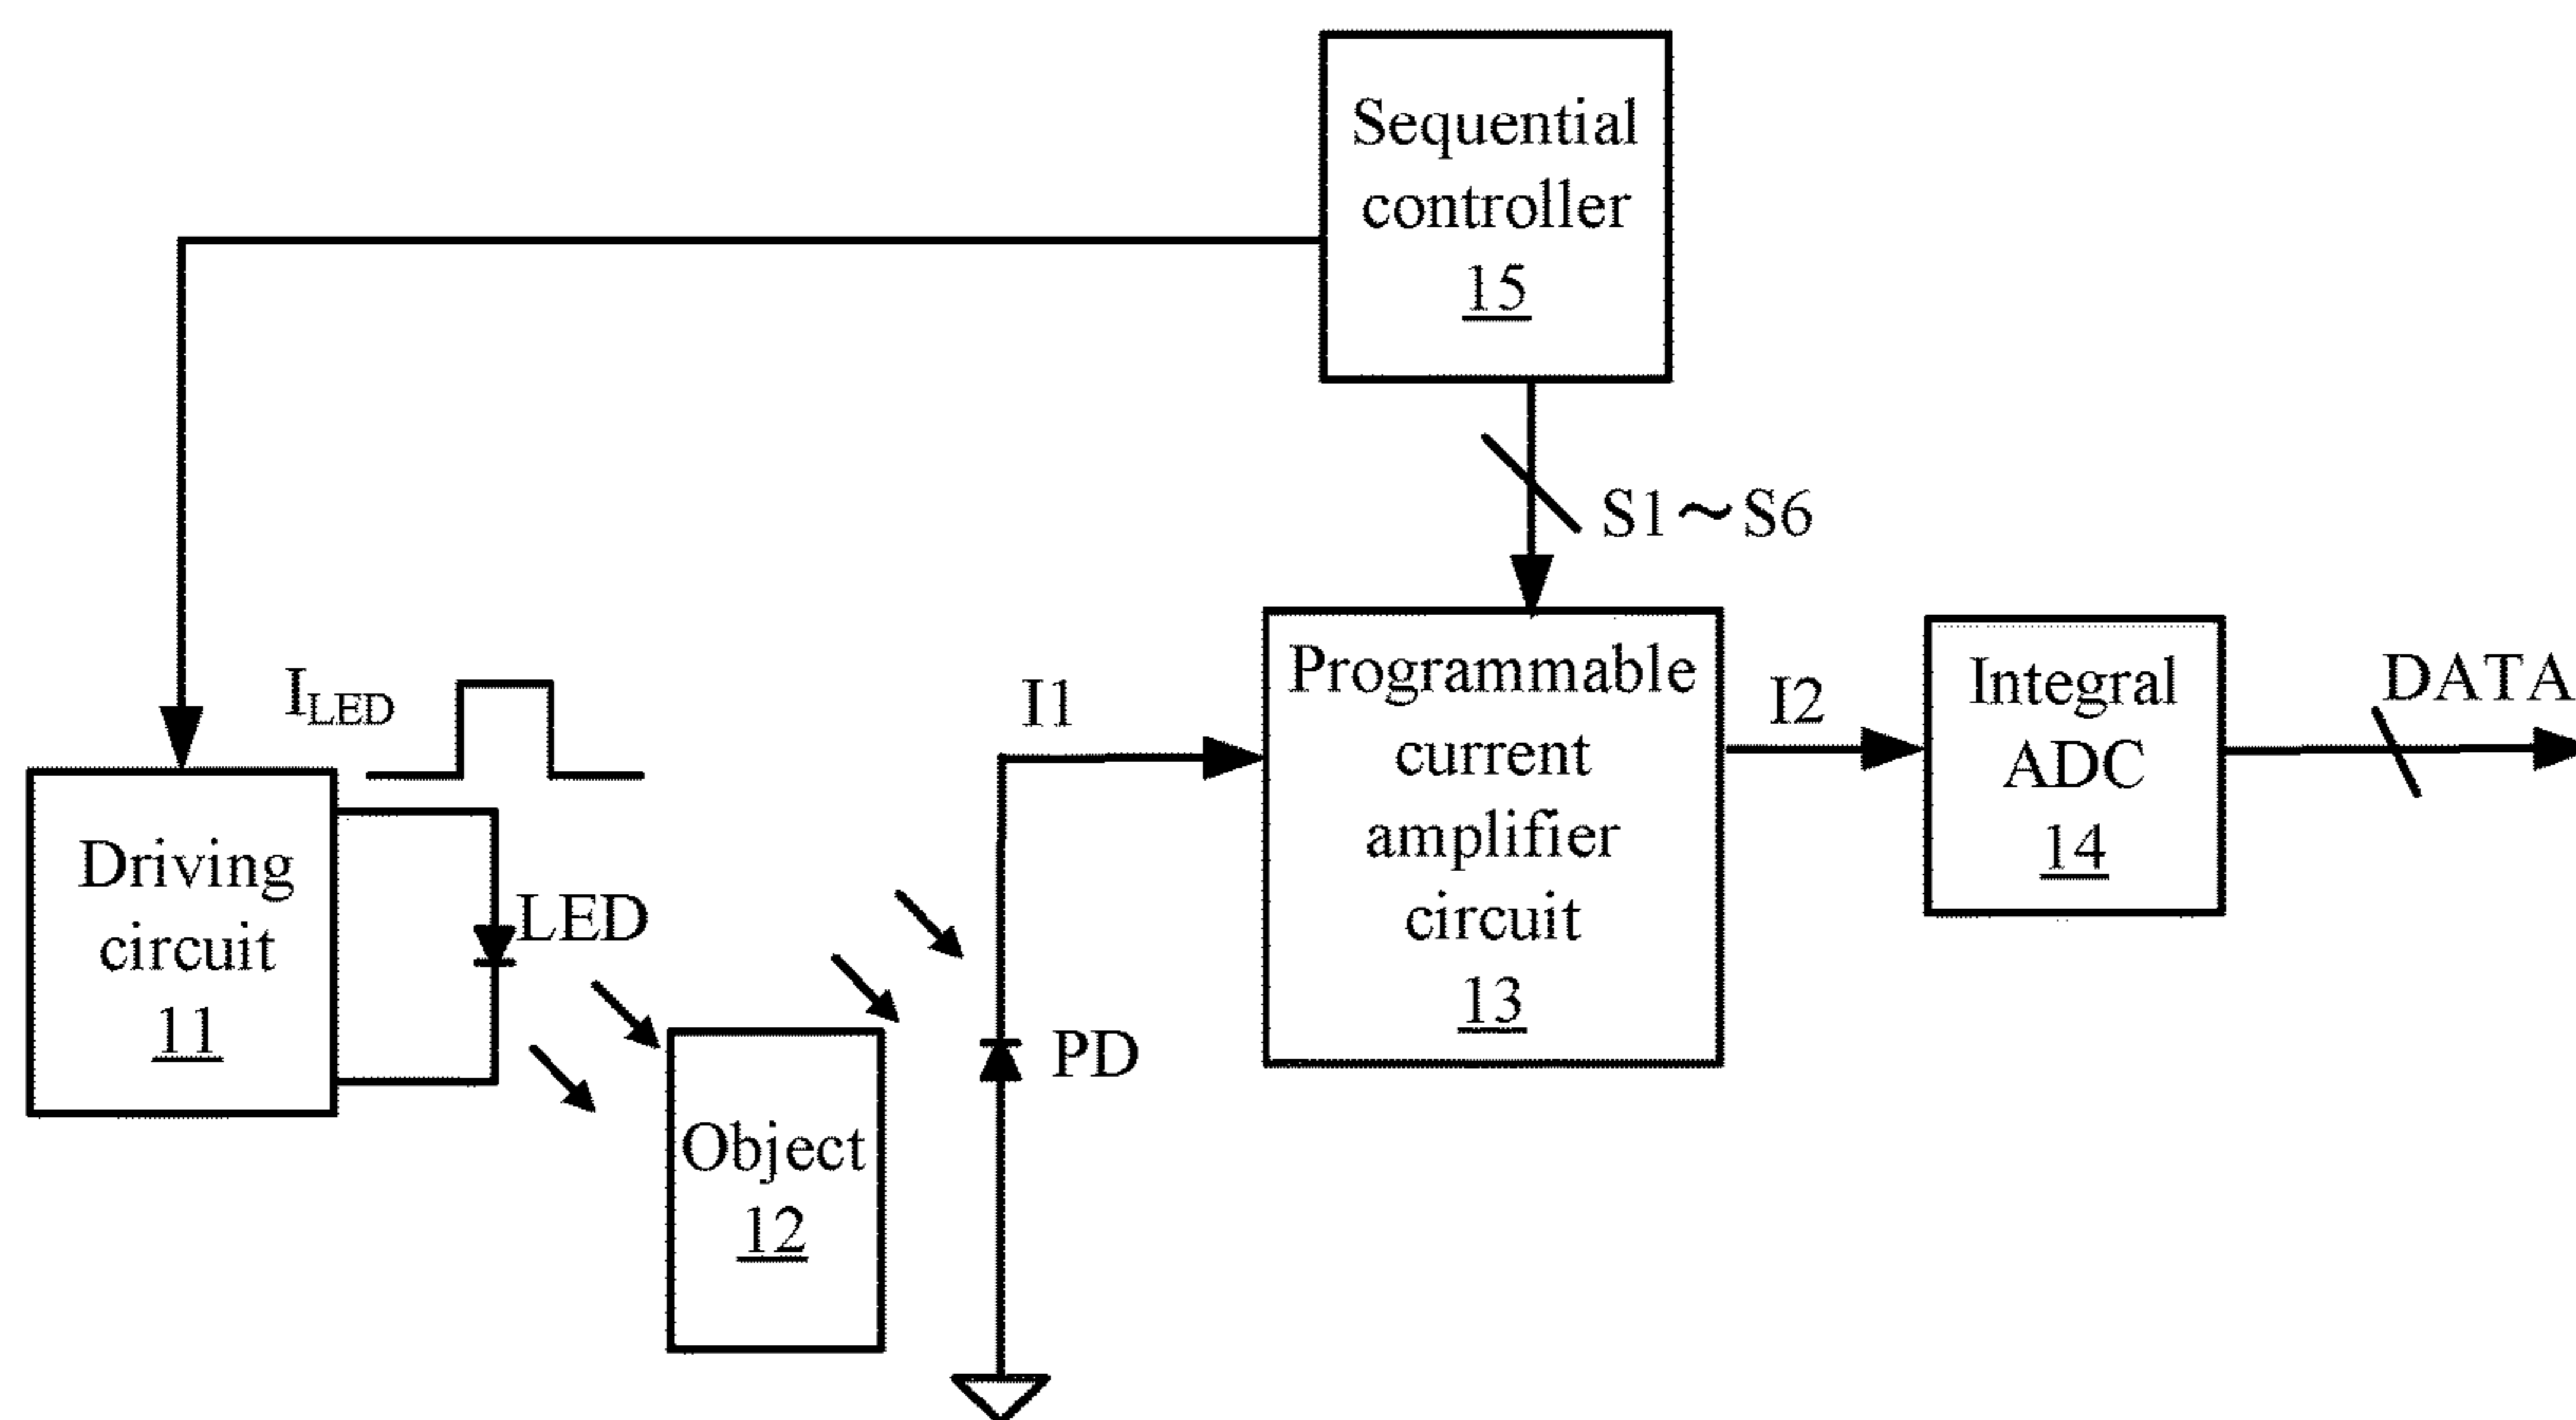 Sequential
controller
15
S1～S6
I_LED
Driving
circuit
11
LED
Object
12
I1
PD
Programmable
current
amplifier
circuit
13
I2
Integral
ADC
14
DATA